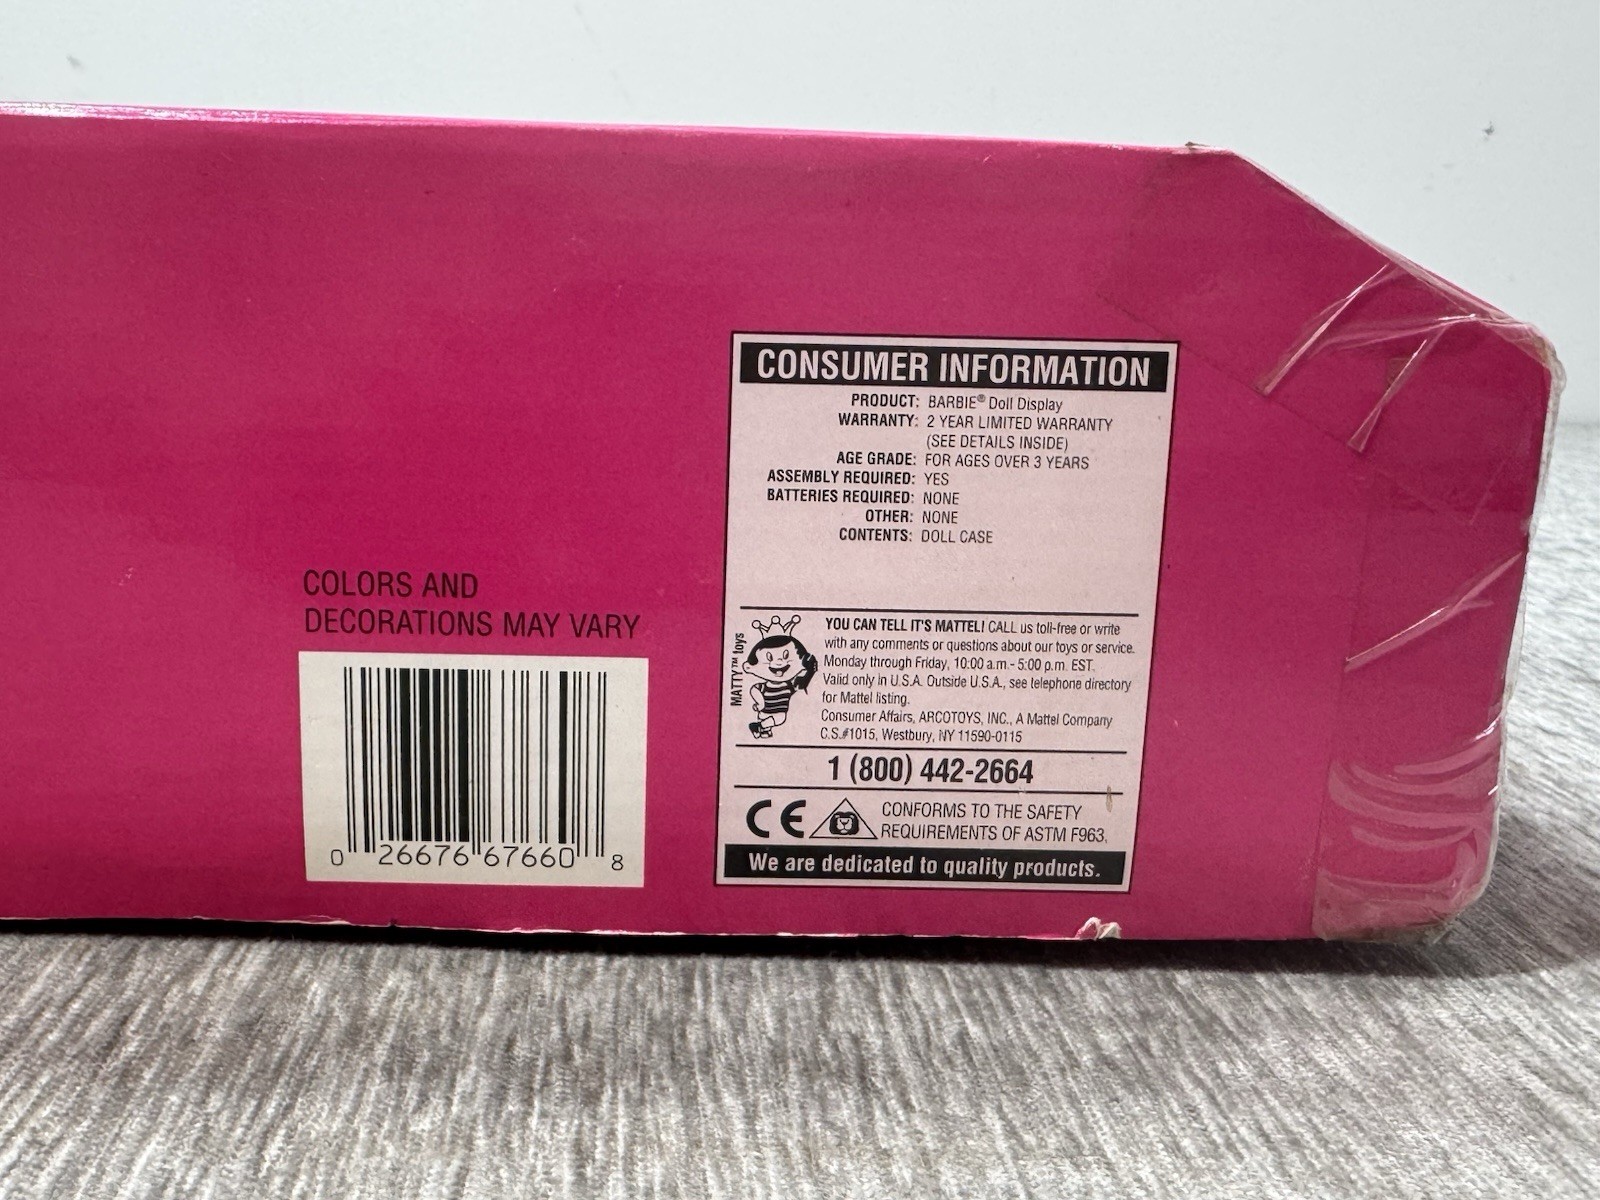 CONSUMER INFORMATION
PRODUCT: BARBIE® Doll Display
WARRANTY: 2 YEAR LIMITED WARRANTY
(SEE DETAILS INSIDE)
AGE GRADE: FOR AGES OVER 3 YEARS
ASSEMBLY REQUIRED: YES
BATTERIES REQUIRED: NONE
OTHER: NONE
CONTENTS: DOLL CASE
COLORS AND
DECORATIONS MAY VARY
0 26676 67660 8
MATTY™ toys
YOU CAN TELL IT'S MATTEL! CALL us toll-free or write
with any comments or questions about our toys or service.
Monday through Friday, 10:00 a.m.- 5:00 p.m. EST.
Valid only in U.S.A. Outside U.S.A., see telephone directory
for Mattel listing.
Consumer Affairs, ARCOTOYS, INC., A Mattel Company
C.S.#1015, Westbury, NY 11590-0115
1 (800) 442-2664
CE CONFORMS TO THE SAFETY
REQUIREMENTS OF ASTM F963.
We are dedicated to quality products.